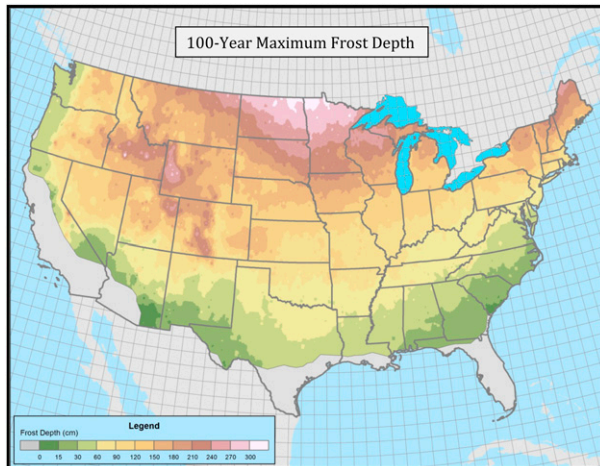 100-Year Maximum Frost Depth
Legend
Frost Depth (cm)
0 15 30 60 90 120 150 180 210 240 270 300